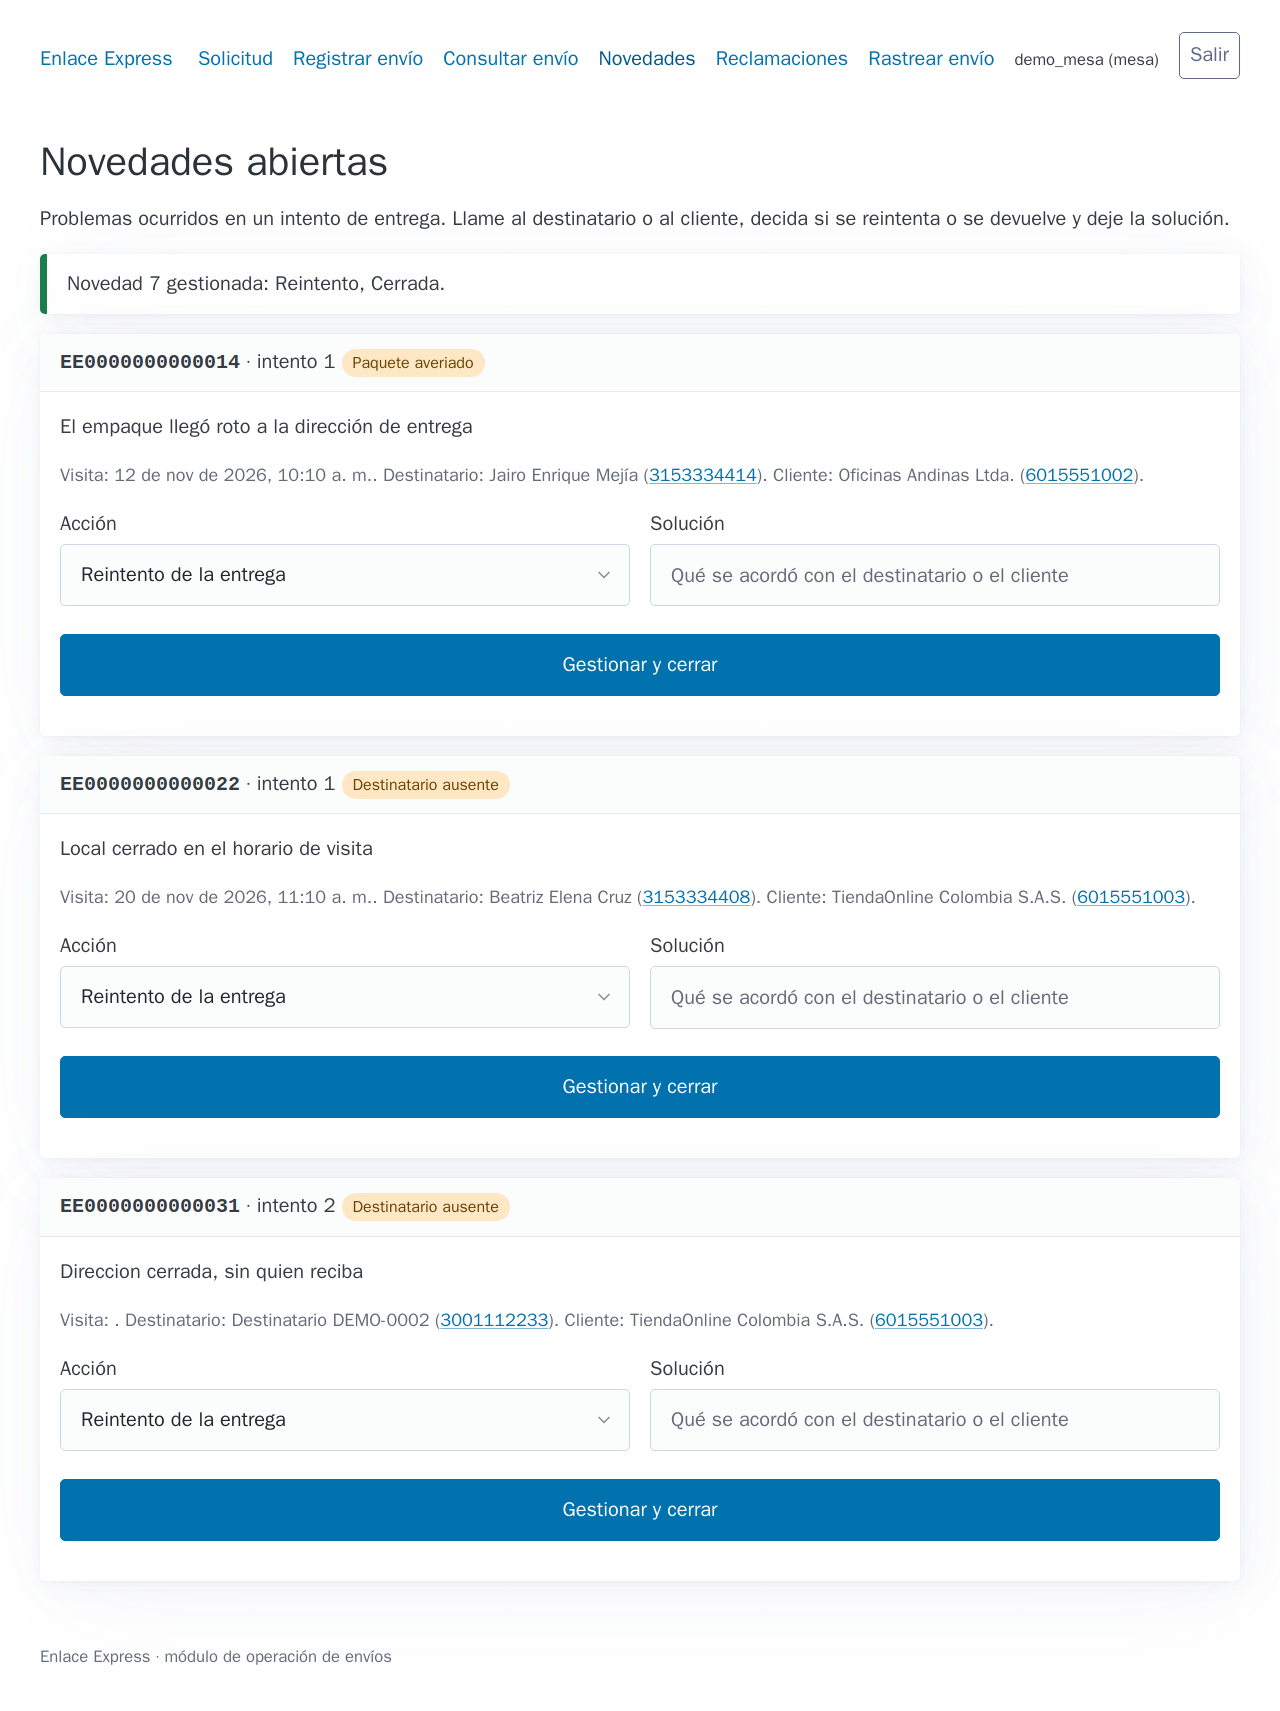 Enlace Express Solicitud Registrar envío Consultar envío Novedades Reclamaciones Rastrear envío demo_mesa (mesa) Salir
Novedades abiertas
Problemas ocurridos en un intento de entrega. Llame al destinatario o al cliente, decida si se reintenta o se devuelve y deje la solución.
Novedad 7 gestionada: Reintento, Cerrada.
EE0000000000014 · intento 1 Paquete averiado
El empaque llegó roto a la dirección de entrega
Visita: 12 de nov de 2026, 10:10 a. m.. Destinatario: Jairo Enrique Mejía (3153334414). Cliente: Oficinas Andinas Ltda. (6015551002).
Acción Solución
Reintento de la entrega Qué se acordó con el destinatario o el cliente
Gestionar y cerrar
EE0000000000022 · intento 1 Destinatario ausente
Local cerrado en el horario de visita
Visita: 20 de nov de 2026, 11:10 a. m.. Destinatario: Beatriz Elena Cruz (3153334408). Cliente: TiendaOnline Colombia S.A.S. (6015551003).
Acción Solución
Reintento de la entrega Qué se acordó con el destinatario o el cliente
Gestionar y cerrar
EE0000000000031 · intento 2 Destinatario ausente
Direccion cerrada, sin quien reciba
Visita: . Destinatario: Destinatario DEMO-0002 (3001112233). Cliente: TiendaOnline Colombia S.A.S. (6015551003).
Acción Solución
Reintento de la entrega Qué se acordó con el destinatario o el cliente
Gestionar y cerrar
Enlace Express · módulo de operación de envíos